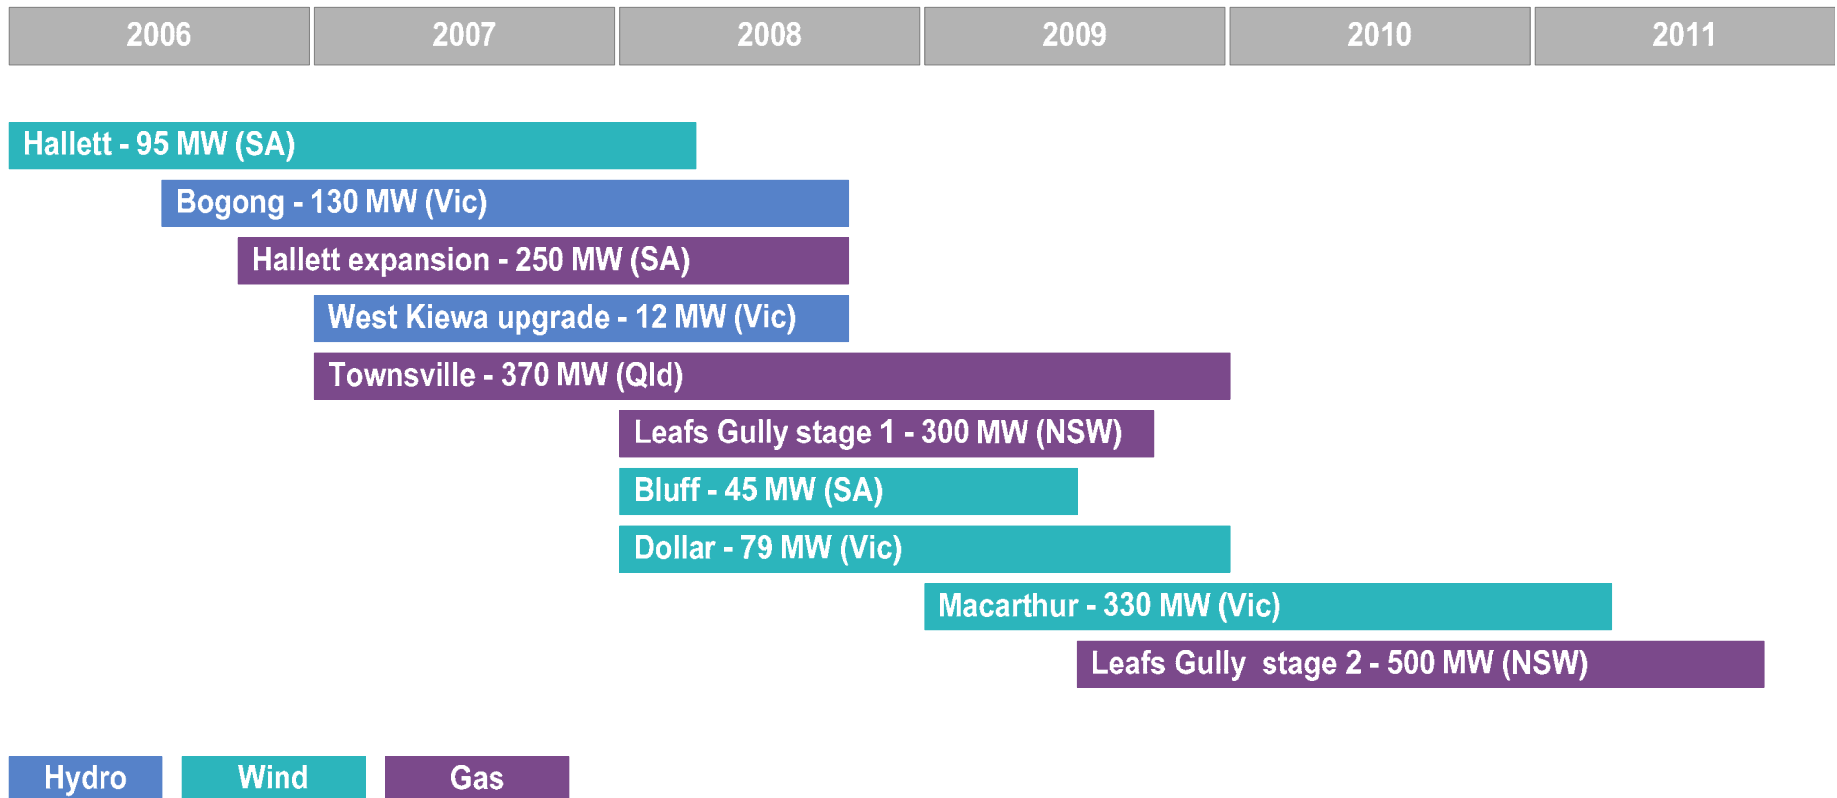 2006 2007 2008 2009 2010 2011
Hallett - 95 MW (SA)
Bogong - 130 MW (Vic)
Hallett expansion - 250 MW (SA)
West Kiewa upgrade - 12 MW (Vic)
Townsville - 370 MW (Qld)
Leafs Gully stage 1 - 300 MW (NSW)
Bluff - 45 MW (SA)
Dollar - 79 MW (Vic)
Macarthur - 330 MW (Vic)
Leafs Gully  stage 2 - 500 MW (NSW)
Hydro Wind Gas